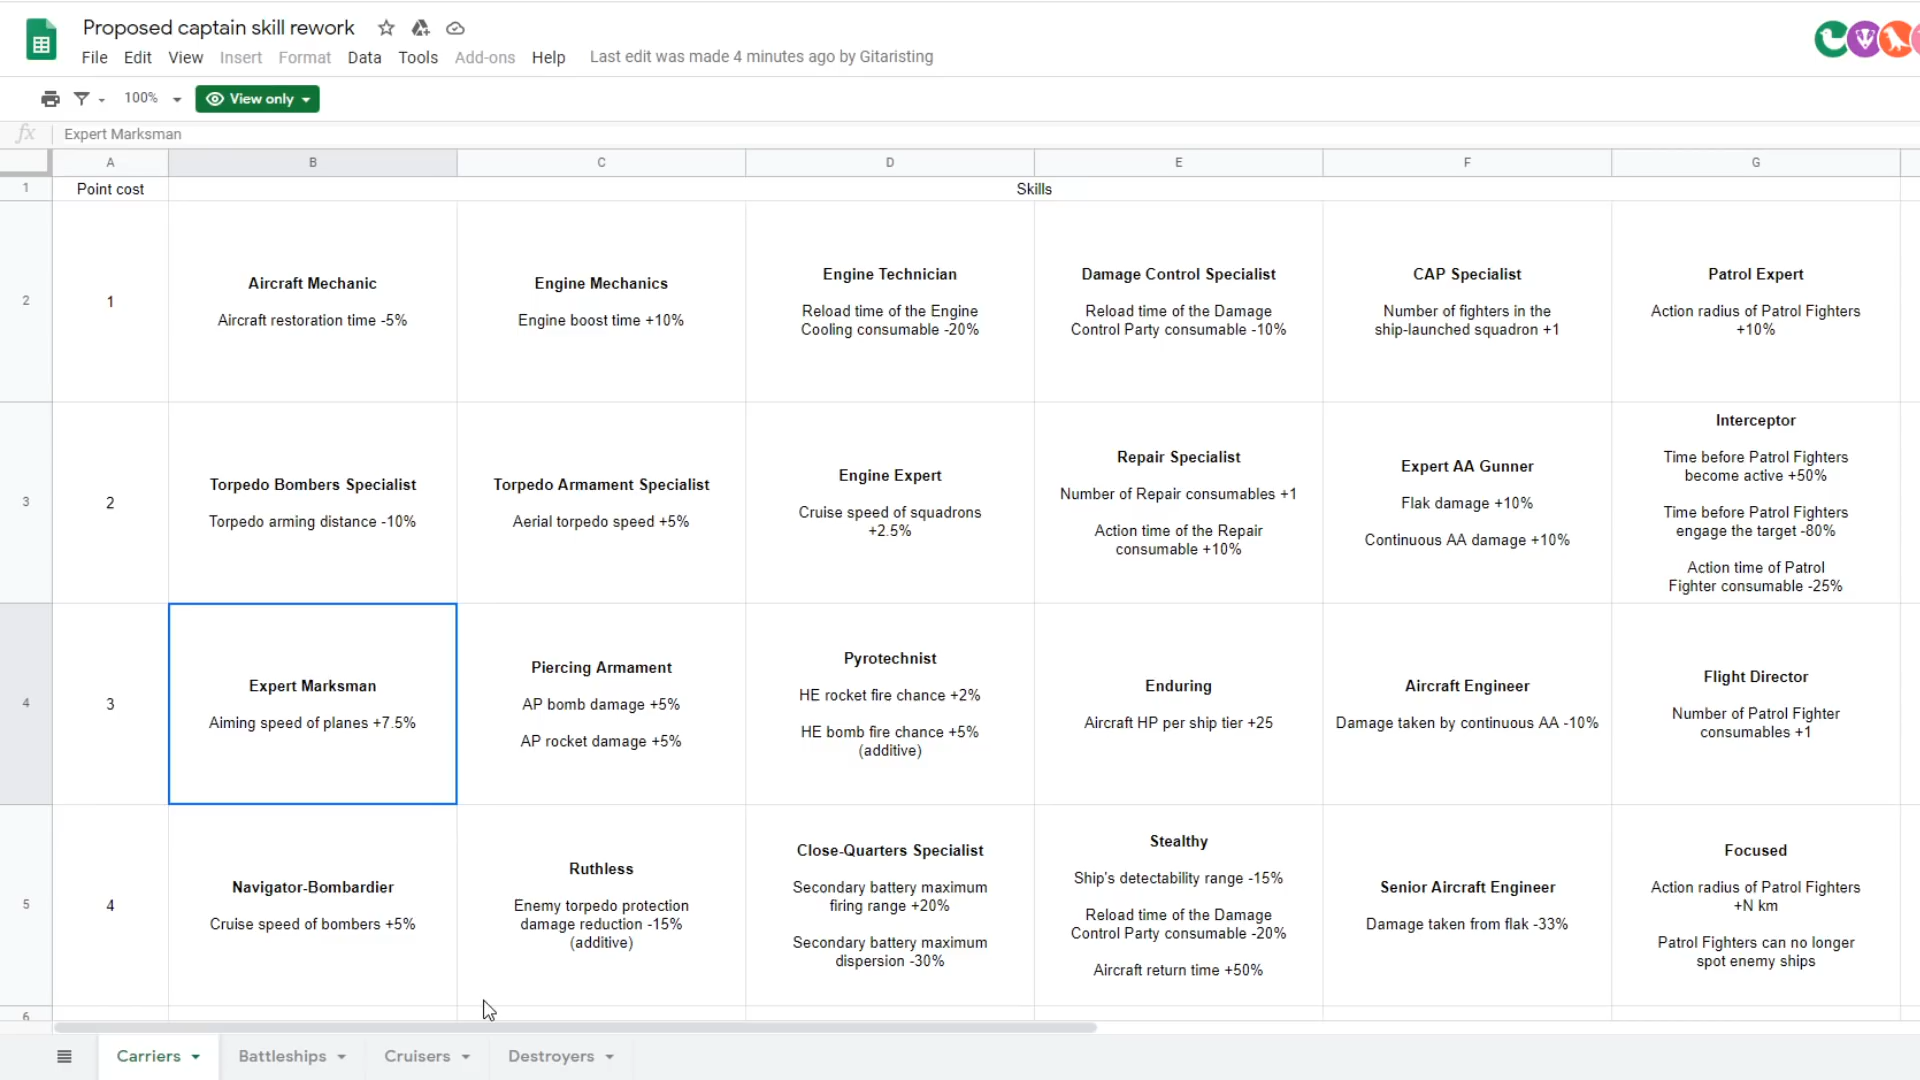 Proposed captain skill rework
File Edit View Insert Format Data Tools Add-ons Help Last edit was made 4 minutes ago by Gitaristing
100% View only
fx Expert Marksman
A B C D E F G
1 Point cost Skills
2
1
Aircraft Mechanic
Aircraft restoration time -5%
Engine Mechanics
Engine boost time +10%
Engine Technician
Reload time of the Engine
Cooling consumable -20%
Damage Control Specialist
Reload time of the Damage
Control Party consumable -10%
CAP Specialist
Number of fighters in the
ship-launched squadron +1
Patrol Expert
Action radius of Patrol Fighters
+10%
3
2
Torpedo Bombers Specialist
Torpedo arming distance -10%
Torpedo Armament Specialist
Aerial torpedo speed +5%
Engine Expert
Cruise speed of squadrons
+2.5%
Repair Specialist
Number of Repair consumables +1
Action time of the Repair
consumable +10%
Expert AA Gunner
Flak damage +10%
Continuous AA damage +10%
Interceptor
Time before Patrol Fighters
become active +50%
Time before Patrol Fighters
engage the target -80%
Action time of Patrol
Fighter consumable -25%
4
3
Expert Marksman
Aiming speed of planes +7.5%
Piercing Armament
AP bomb damage +5%
AP rocket damage +5%
Pyrotechnist
HE rocket fire chance +2%
HE bomb fire chance +5%
(additive)
Enduring
Aircraft HP per ship tier +25
Aircraft Engineer
Damage taken by continuous AA -10%
Flight Director
Number of Patrol Fighter
consumables +1
5
4
Navigator-Bombardier
Cruise speed of bombers +5%
Ruthless
Enemy torpedo protection
damage reduction -15%
(additive)
Close-Quarters Specialist
Secondary battery maximum
firing range +20%
Secondary battery maximum
dispersion -30%
Stealthy
Ship's detectability range -15%
Reload time of the Damage
Control Party consumable -20%
Aircraft return time +50%
Senior Aircraft Engineer
Damage taken from flak -33%
Focused
Action radius of Patrol Fighters
+N km
Patrol Fighters can no longer
spot enemy ships
6
Carriers Battleships Cruisers Destroyers